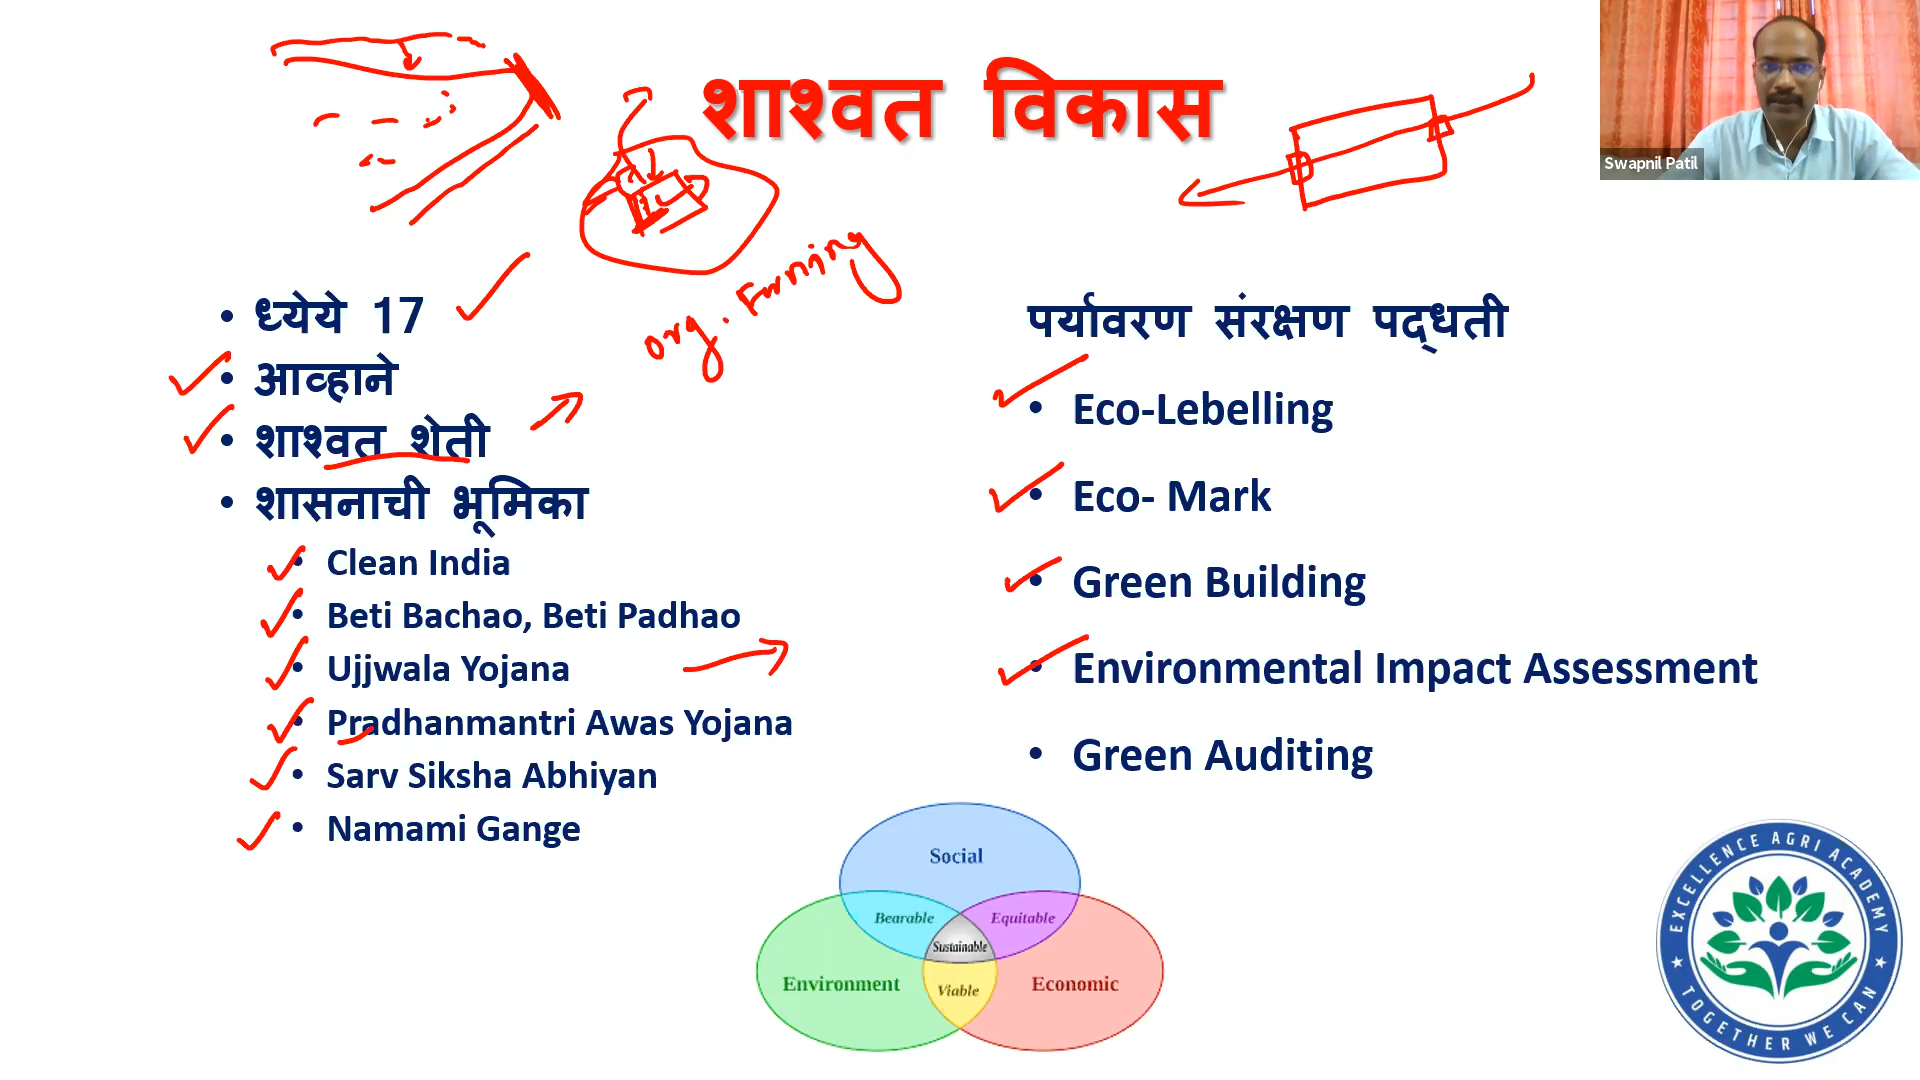 शाश्वत विकास
Swapnil Patil
org. Farming
• ध्येये 17
• आव्हाने
• शाश्वत शेती
• शासनाची भूमिका
• Clean India
• Beti Bachao, Beti Padhao
• Ujjwala Yojana
• Pradhanmantri Awas Yojana
• Sarv Siksha Abhiyan
• Namami Gange
पर्यावरण संरक्षण पद्धती
• Eco-Lebelling
• Eco- Mark
• Green Building
• Environmental Impact Assessment
• Green Auditing
Social
Bearable
Equitable
Sustainable
Environment
Viable
Economic
EXCELLENCE AGRI ACADEMY
TOGETHER WE CAN